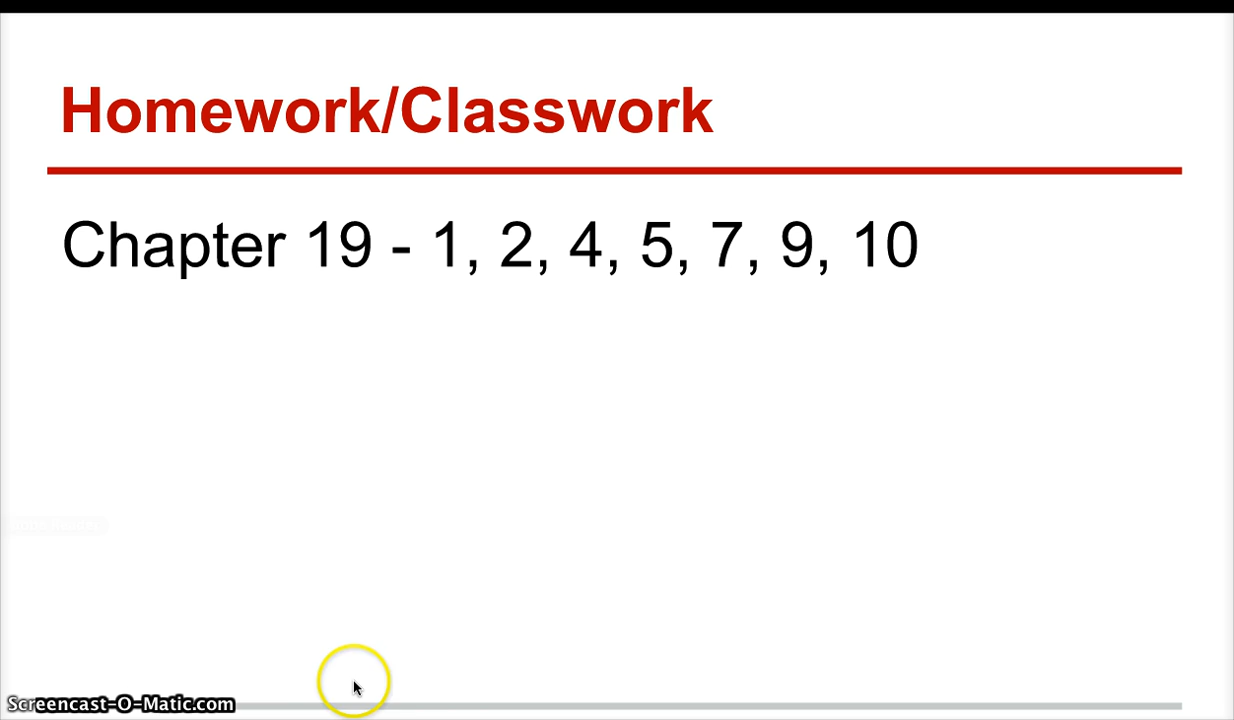 Homework/Classwork
Chapter 19 - 1, 2, 4, 5, 7, 9, 10
Screencast-O-Matic.com